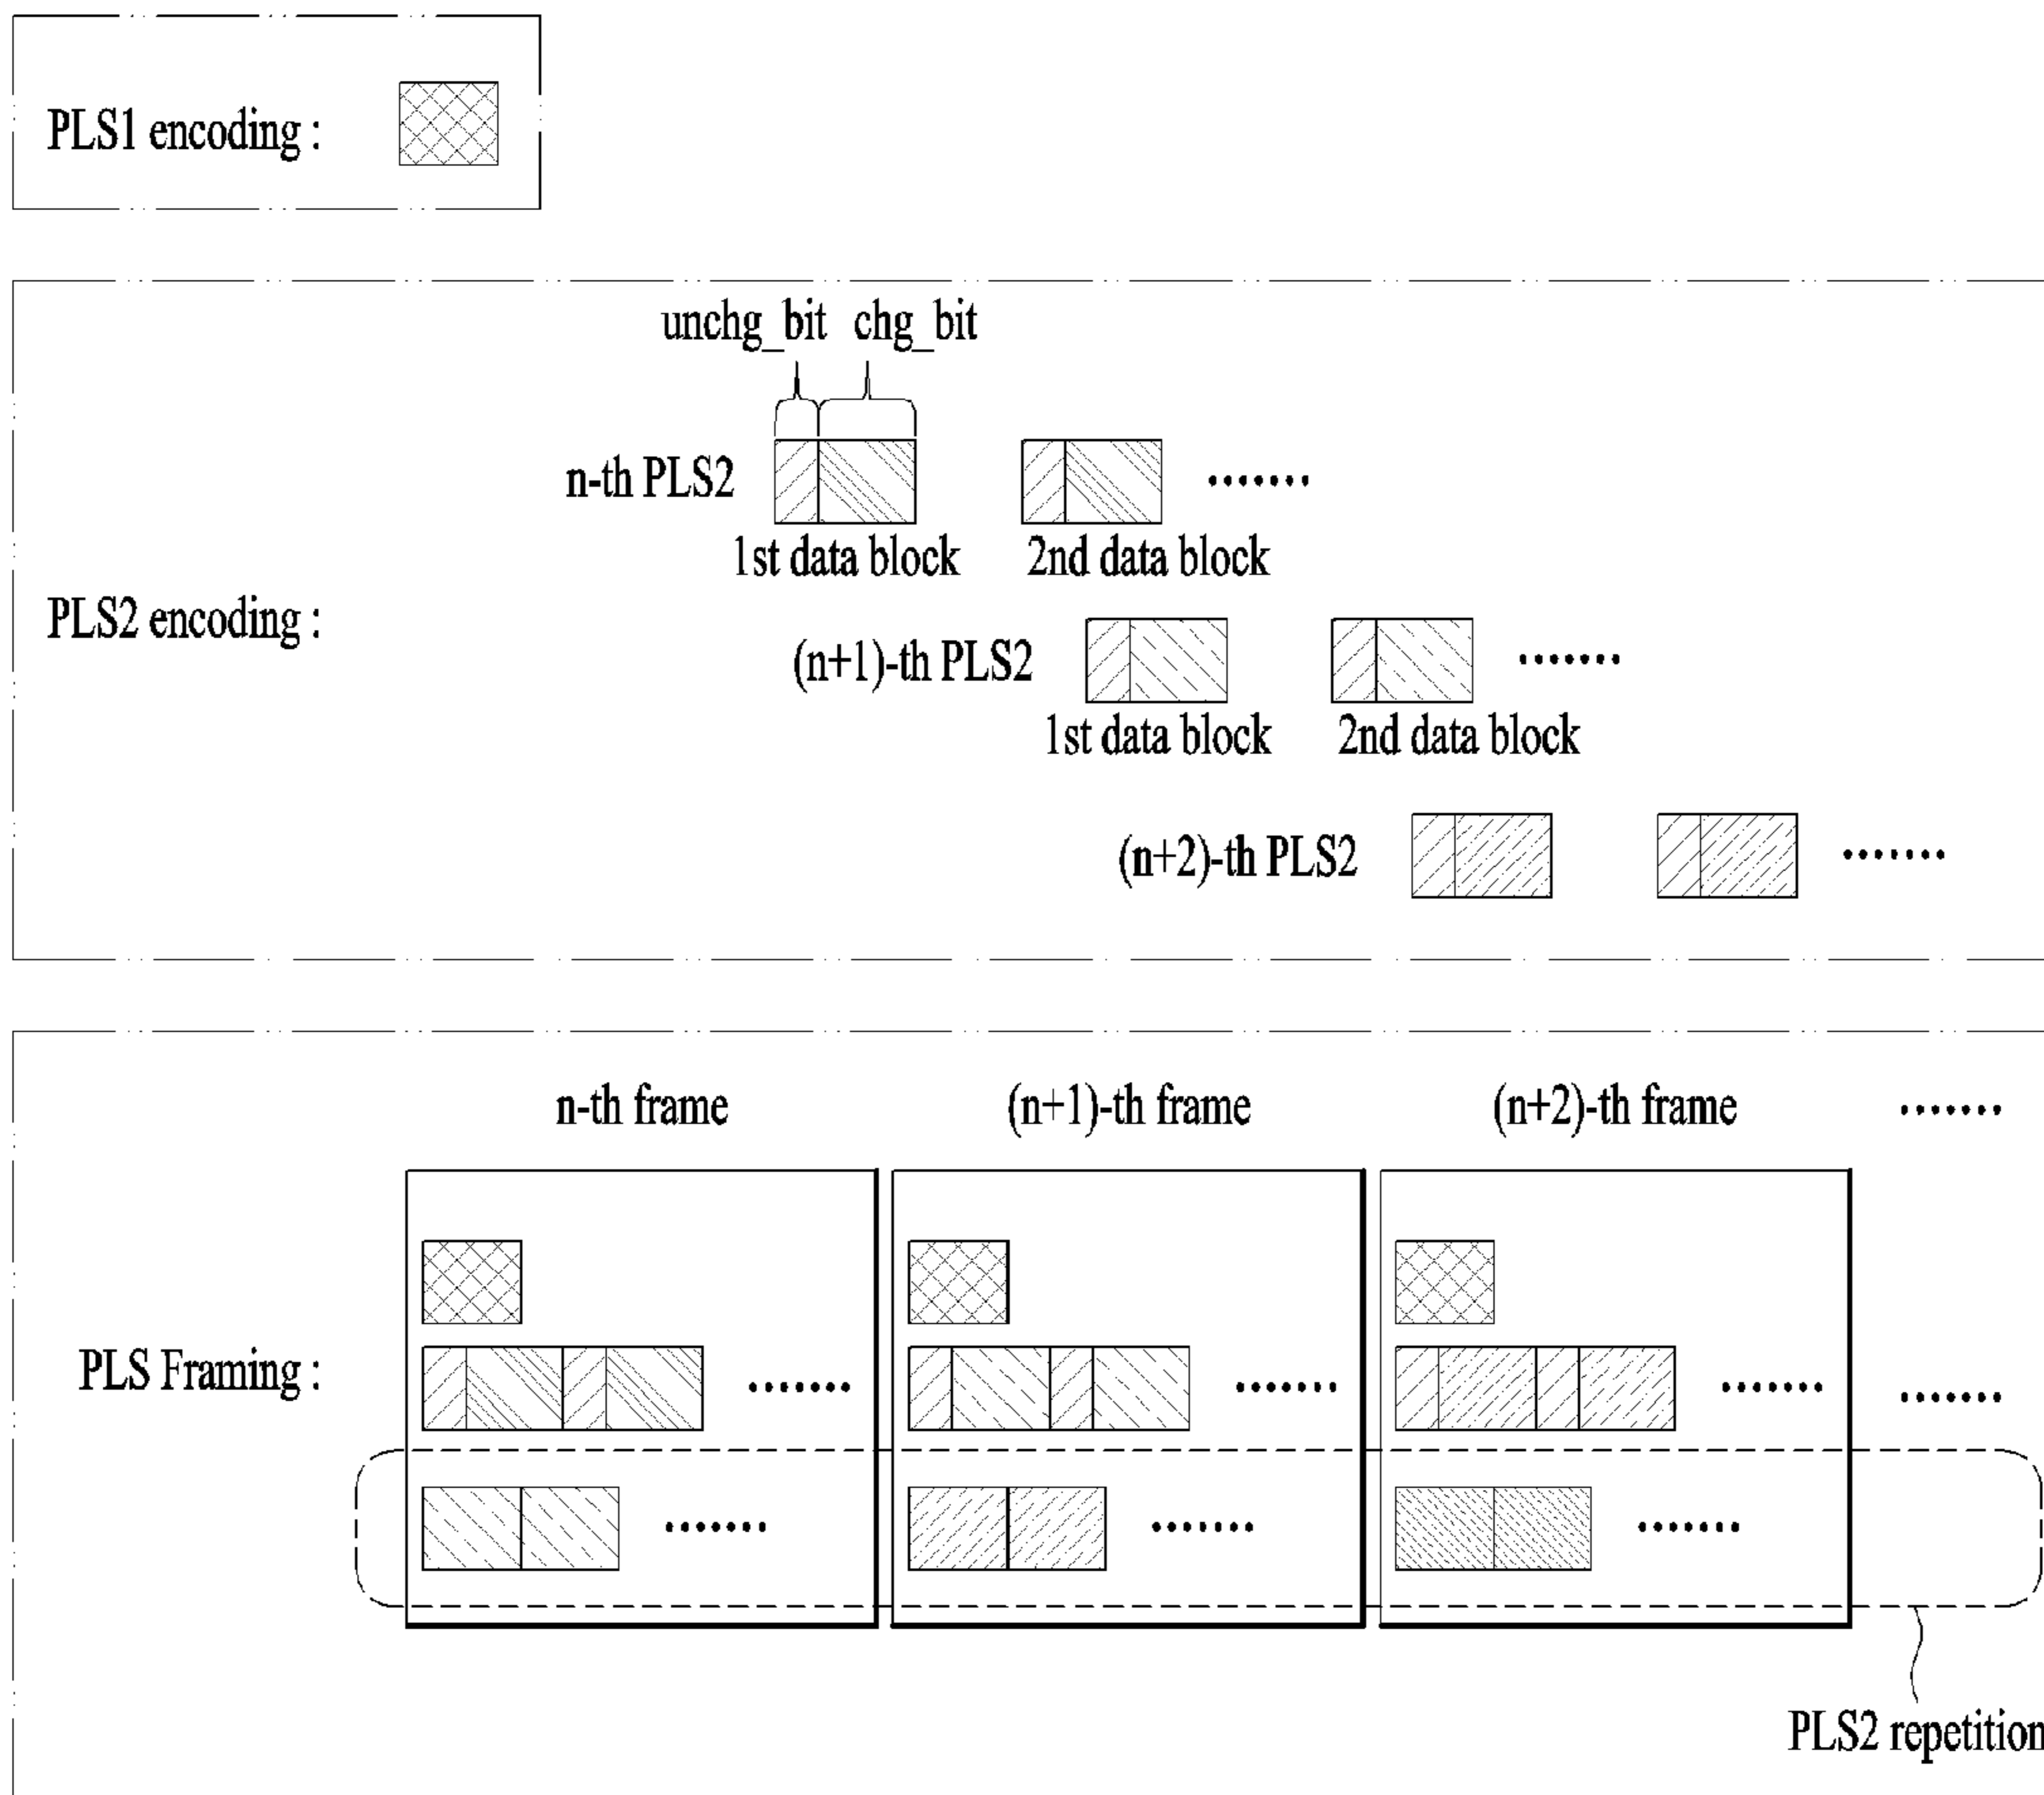 PLS1 encoding :
unchg_bit chg_bit
n-th PLS2 .......
1st data block 2nd data block
PLS2 encoding :
(n+1)-th PLS2 .......
1st data block 2nd data block
(n+2)-th PLS2 .......
n-th frame (n+1)-th frame (n+2)-th frame .......
PLS Framing : ....... ....... ....... .......
....... ....... .......
PLS2 repetition